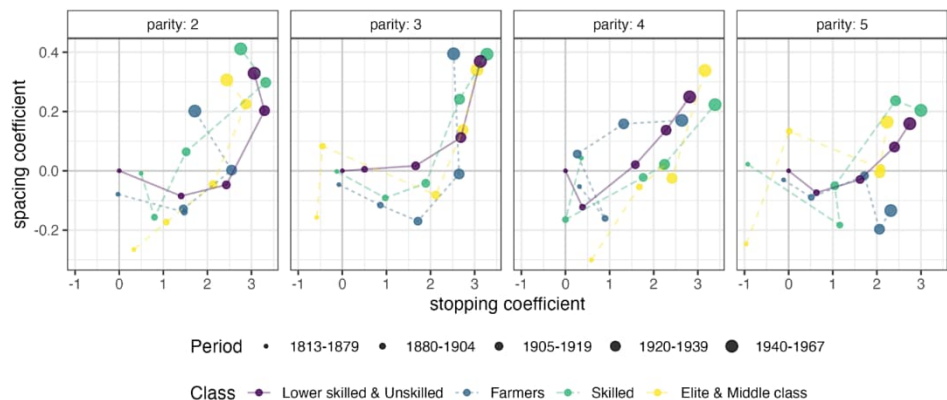 parity: 2 parity: 3 parity: 4 parity: 5
0.4
0.2
0.0
-0.2
spacing coefficient
-1 0 1 2 3 -1 0 1 2 3 -1 0 1 2 3 -1 0 1 2 3
stopping coefficient
Period 1813-1879 1880-1904 1905-1919 1920-1939 1940-1967
Class Lower skilled & Unskilled Farmers Skilled Elite & Middle class